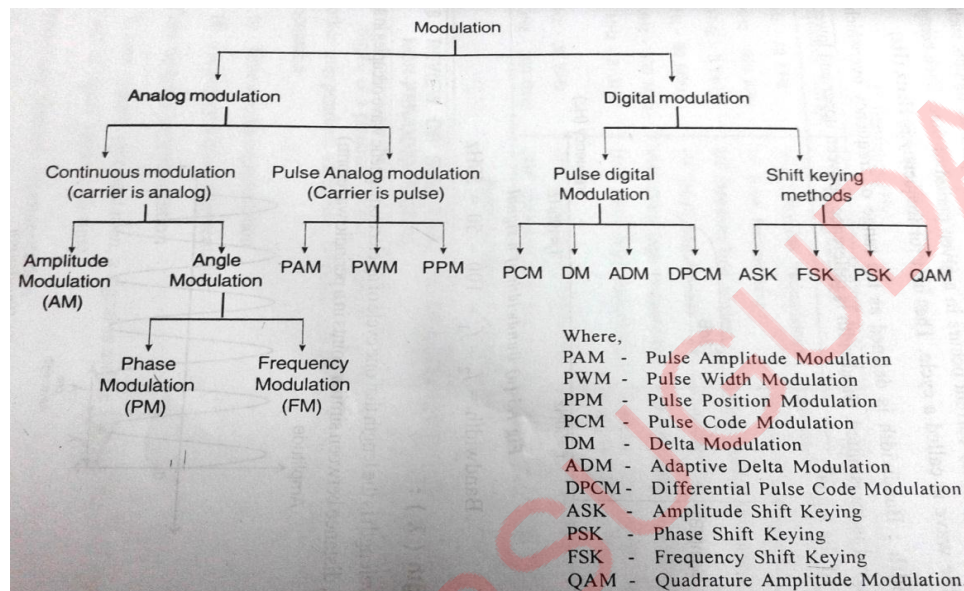 Modulation
Analog modulation
Digital modulation
Continuous modulation
(carrier is analog)
Pulse Analog modulation
(Carrier is pulse)
Pulse digital
Modulation
Shift keying
methods
Amplitude
Modulation
(AM)
Angle
Modulation
PAM PWM PPM
PCM DM ADM DPCM ASK FSK PSK QAM
Phase
Modulation
(PM)
Frequency
Modulation
(FM)
Where,
PAM - Pulse Amplitude Modulation
PWM - Pulse Width Modulation
PPM - Pulse Position Modulation
PCM - Pulse Code Modulation
DM - Delta Modulation
ADM - Adaptive Delta Modulation
DPCM - Differential Pulse Code Modulation
ASK - Amplitude Shift Keying
PSK - Phase Shift Keying
FSK - Frequency Shift Keying
QAM - Quadrature Amplitude Modulation.
SUGUDA